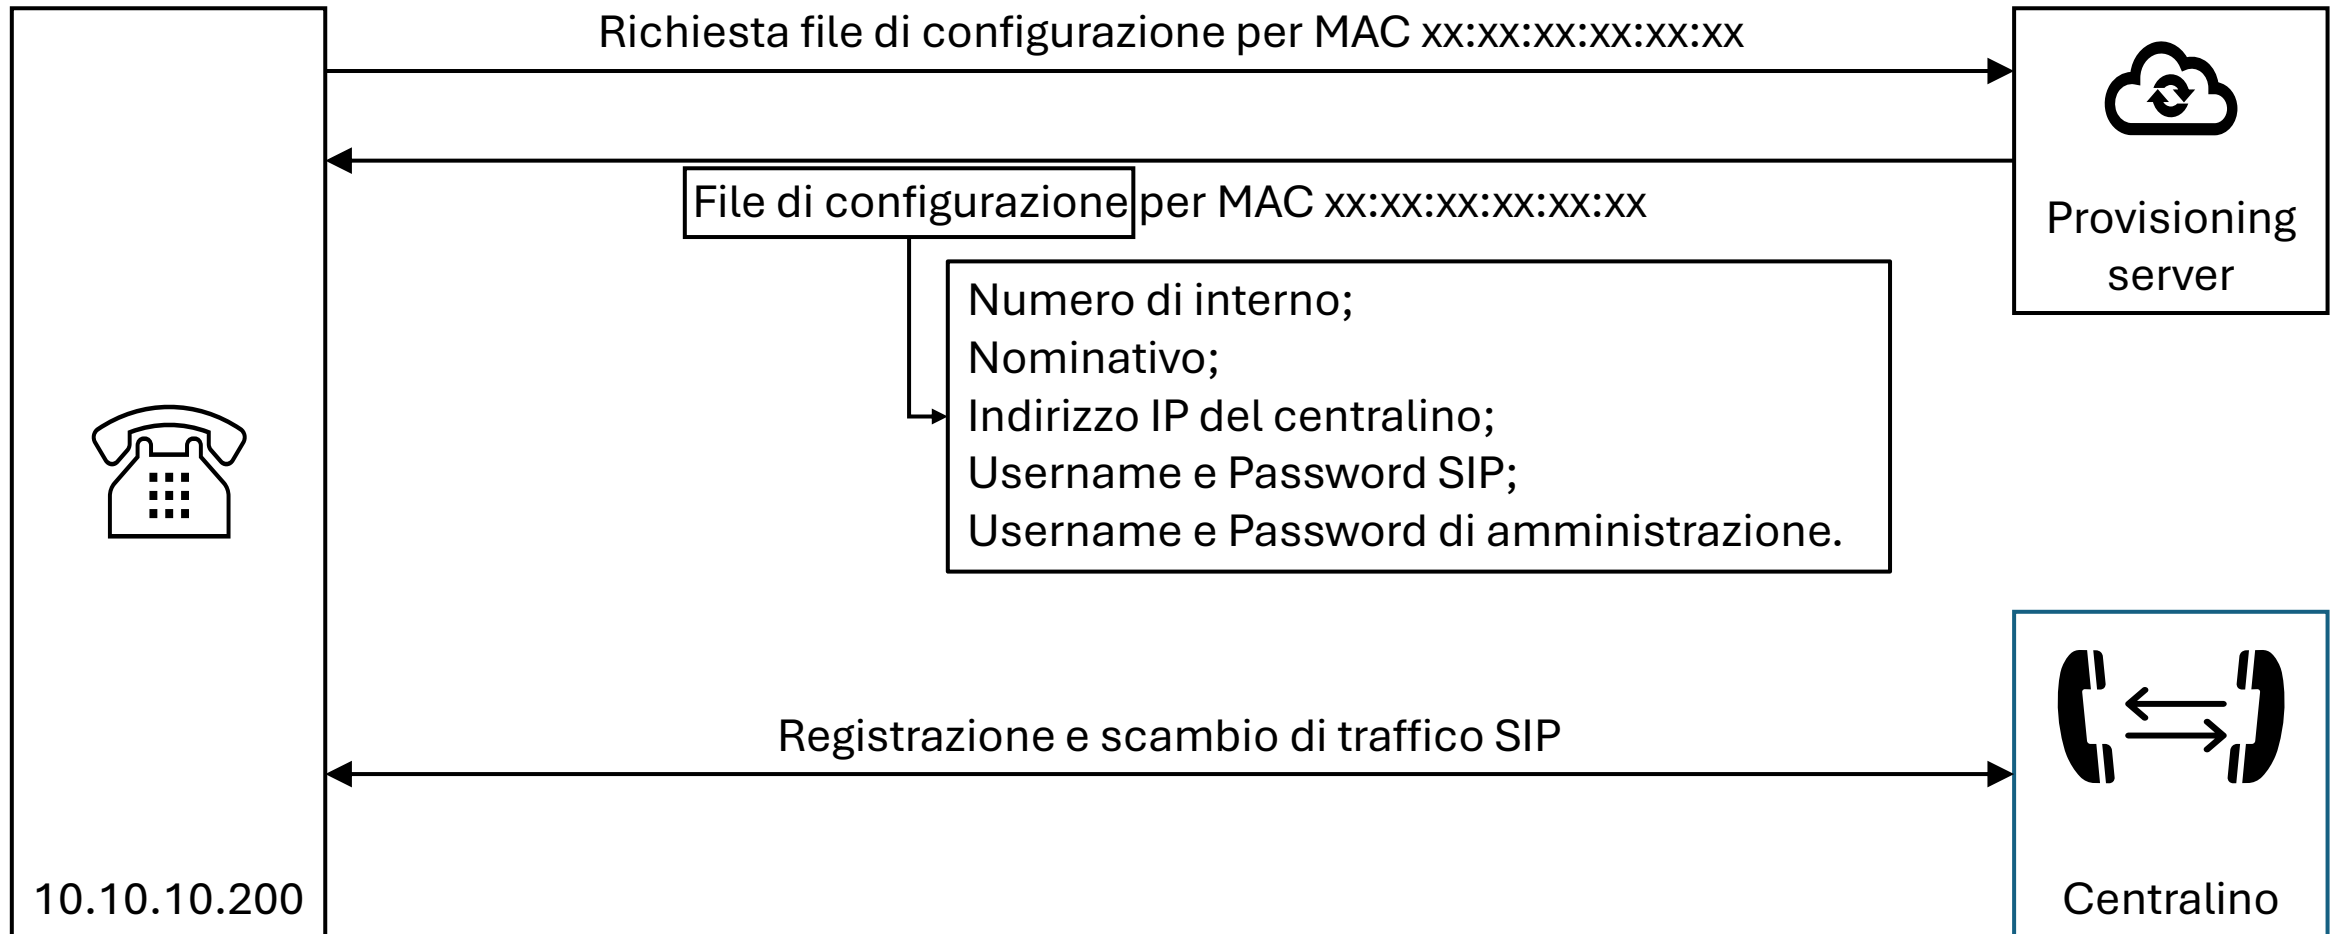 Richiesta file di configurazione per MAC xx:xx:xx:xx:xx:xx
File di configurazione per MAC xx:xx:xx:xx:xx:xx
Provisioning
server
Numero di interno;
Nominativo;
Indirizzo IP del centralino;
Username e Password SIP;
Username e Password di amministrazione.
Registrazione e scambio di traffico SIP
10.10.10.200
Centralino